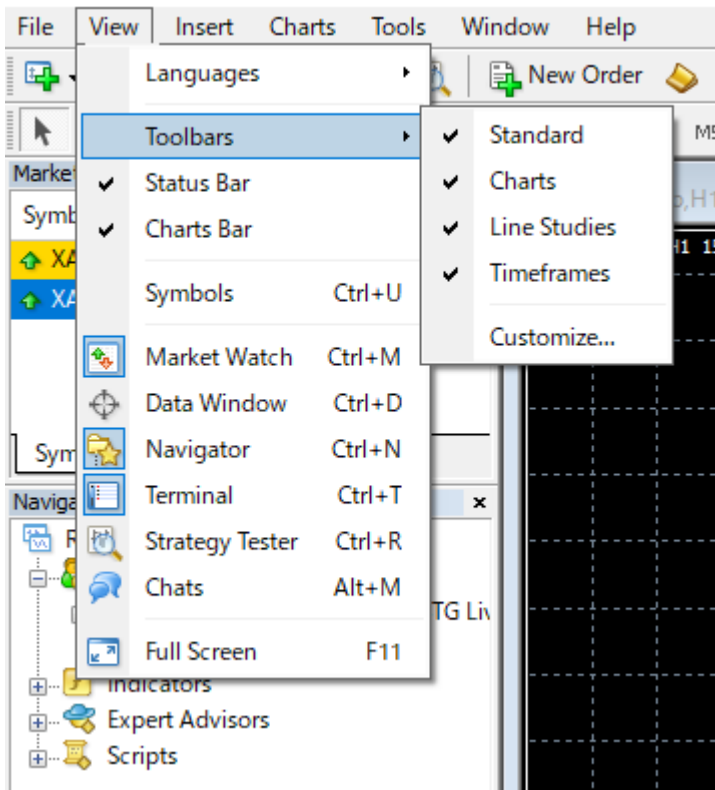 File View Insert Charts Tools Window Help
Languages
New Order
Toolbars
Standard
M5
Status Bar
Charts
Charts Bar
Line Studies
Timeframes
Symbols Ctrl+U
Customize...
Market Watch Ctrl+M
Data Window Ctrl+D
Navigator Ctrl+N
Terminal Ctrl+T
Strategy Tester Ctrl+R
Chats Alt+M
Full Screen F11
Indicators
Expert Advisors
Scripts